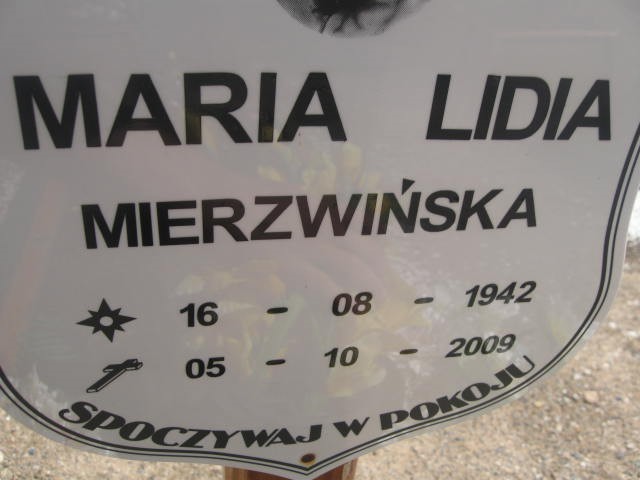 MARIA LIDIA
MIERZWIŃSKA
16 - 08 - 1942
05 - 10 - 2009
SPOCZYWAJ W POKOJU